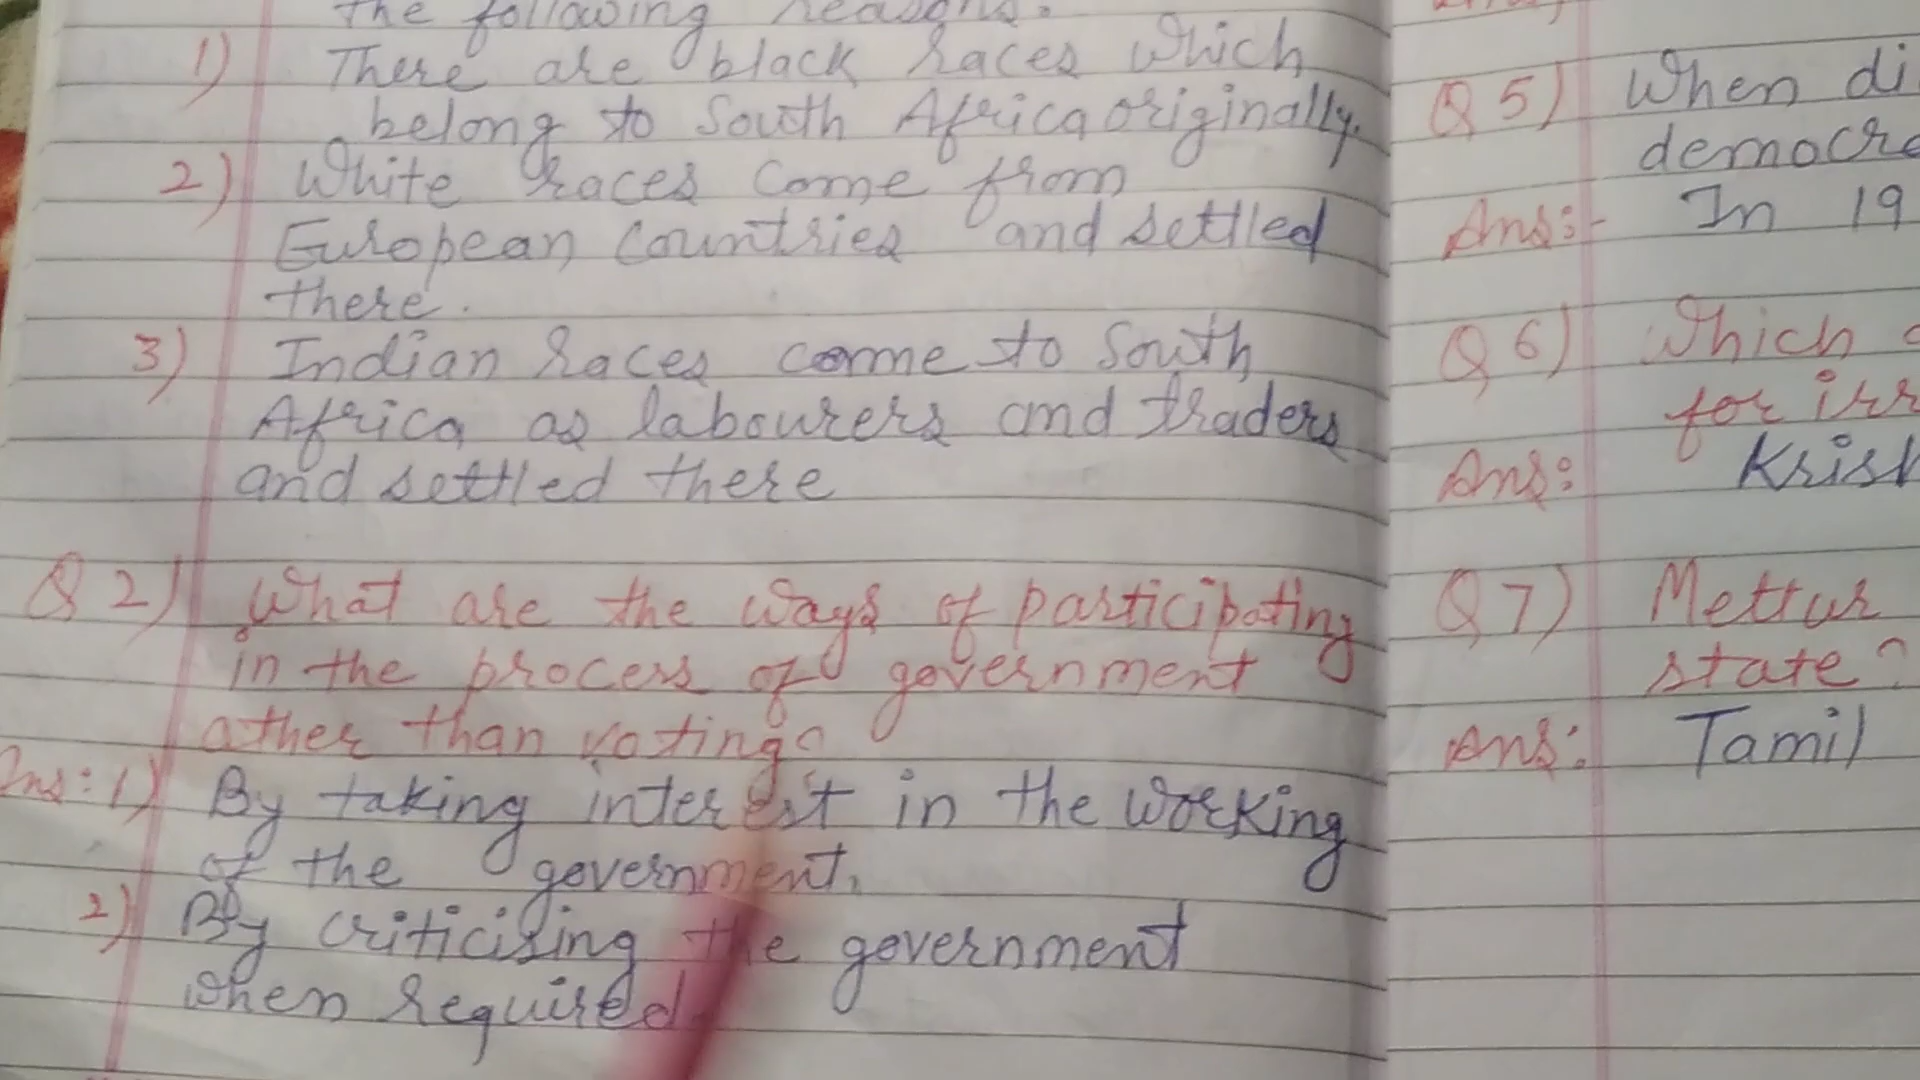 the following reasons.
1) There are black races which
belong to South Africa originally.
2) White races come from
European countries and settled
there.
3) Indian races come to South
Africa as labourers and traders
and settled there
Q 2) What are the ways of participating
in the process of government
other than voting?
Ans: 1) By taking interest in the working
of the government.
2) By criticising the government
when required.
Q 5) When di
democra
Ans:- In 19
Q 6) Which
for irr
Ans: Krish
Q 7) Mettur
state?
Ans: Tamil